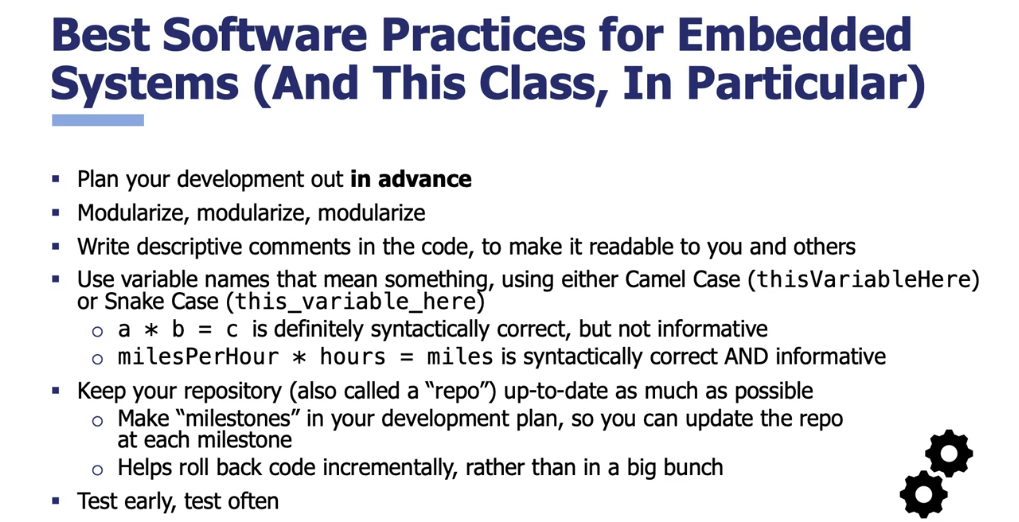 Best Software Practices for Embedded
Systems (And This Class, In Particular)
▪ Plan your development out in advance
▪ Modularize, modularize, modularize
▪ Write descriptive comments in the code, to make it readable to you and others
▪ Use variable names that mean something, using either Camel Case (thisVariableHere)
or Snake Case (this_variable_here)
o a * b = c is definitely syntactically correct, but not informative
o milesPerHour * hours = miles is syntactically correct AND informative
▪ Keep your repository (also called a “repo”) up-to-date as much as possible
o Make “milestones” in your development plan, so you can update the repo
at each milestone
o Helps roll back code incrementally, rather than in a big bunch
▪ Test early, test often